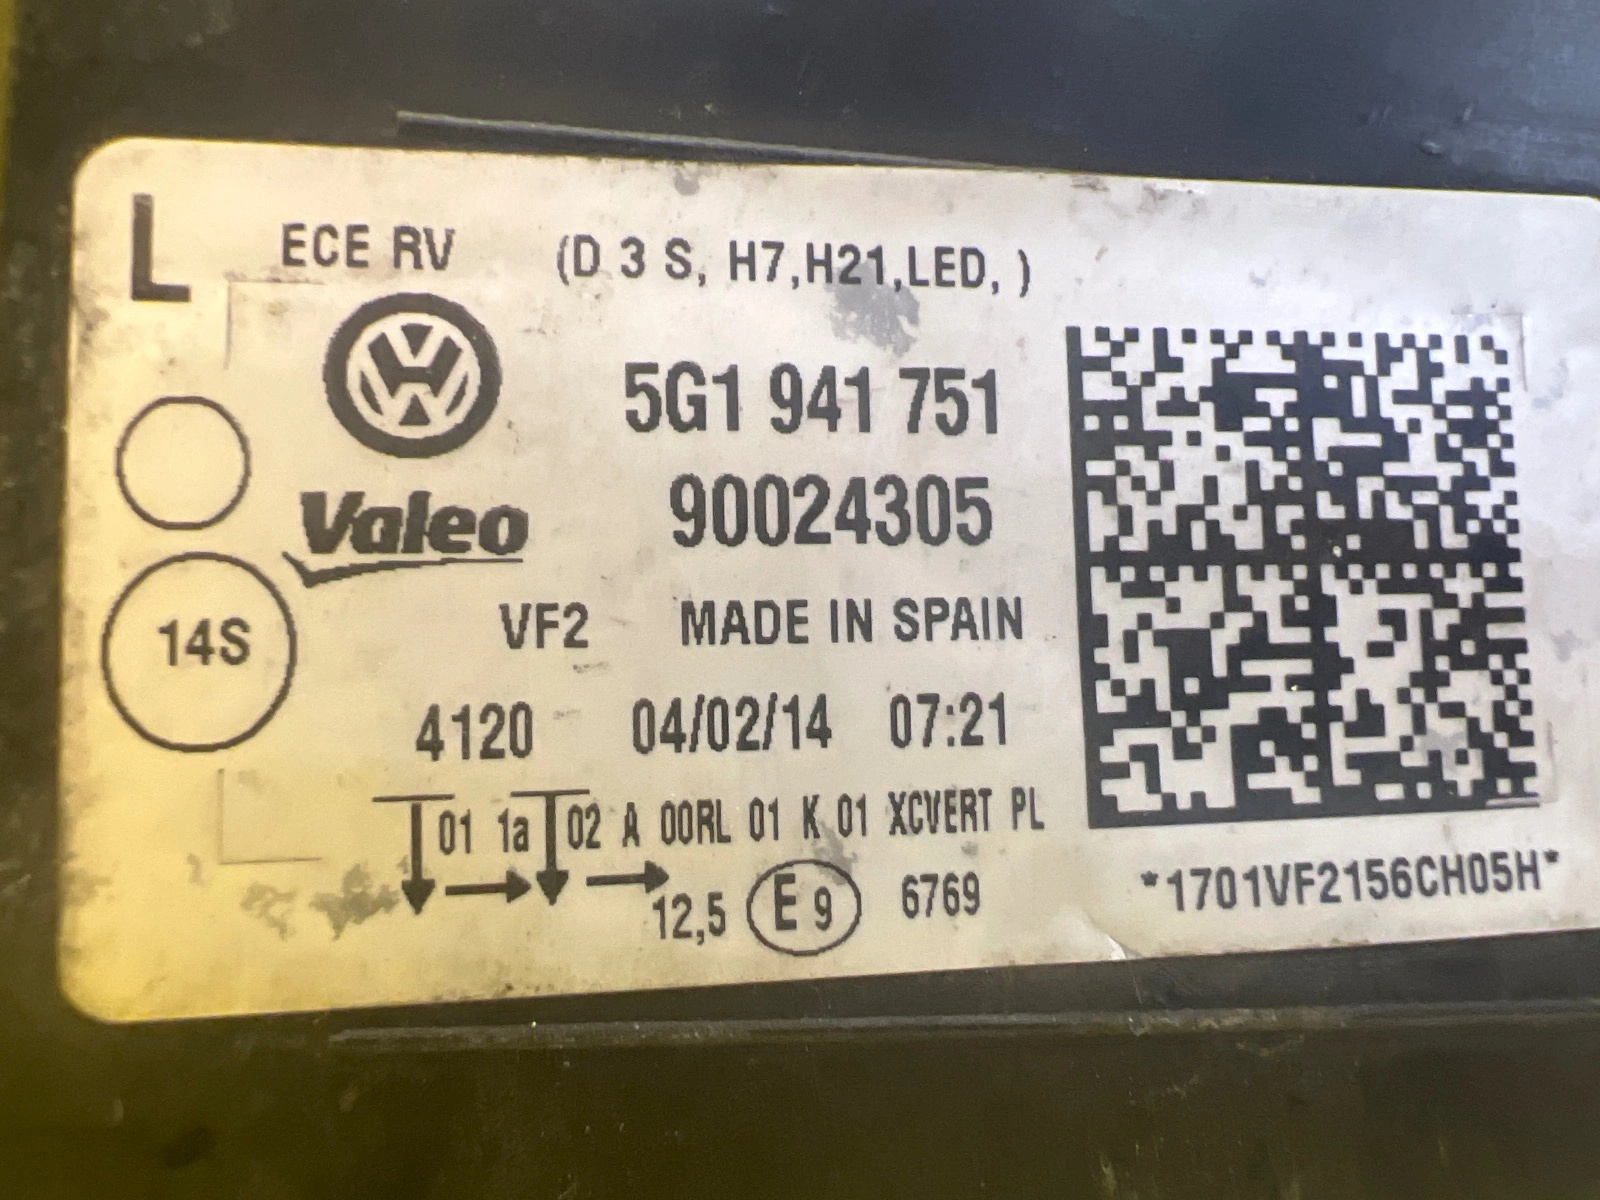 L ECE RV (D 3 S, H7,H21,LED, )
5G1 941 751
Valeo 90024305
14S VF2 MADE IN SPAIN
4120 04/02/14 07:21
01 1a 02 A 00RL 01 K 01 XCVERT PL
12,5 E9 6769
*1701VF2156CH05H*